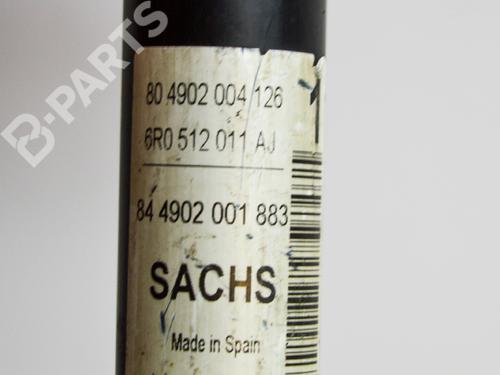 B-PARTS
80 4902 004 126
6R0 512 011 AJ
84 4902 001 883
SACHS
Made in Spain